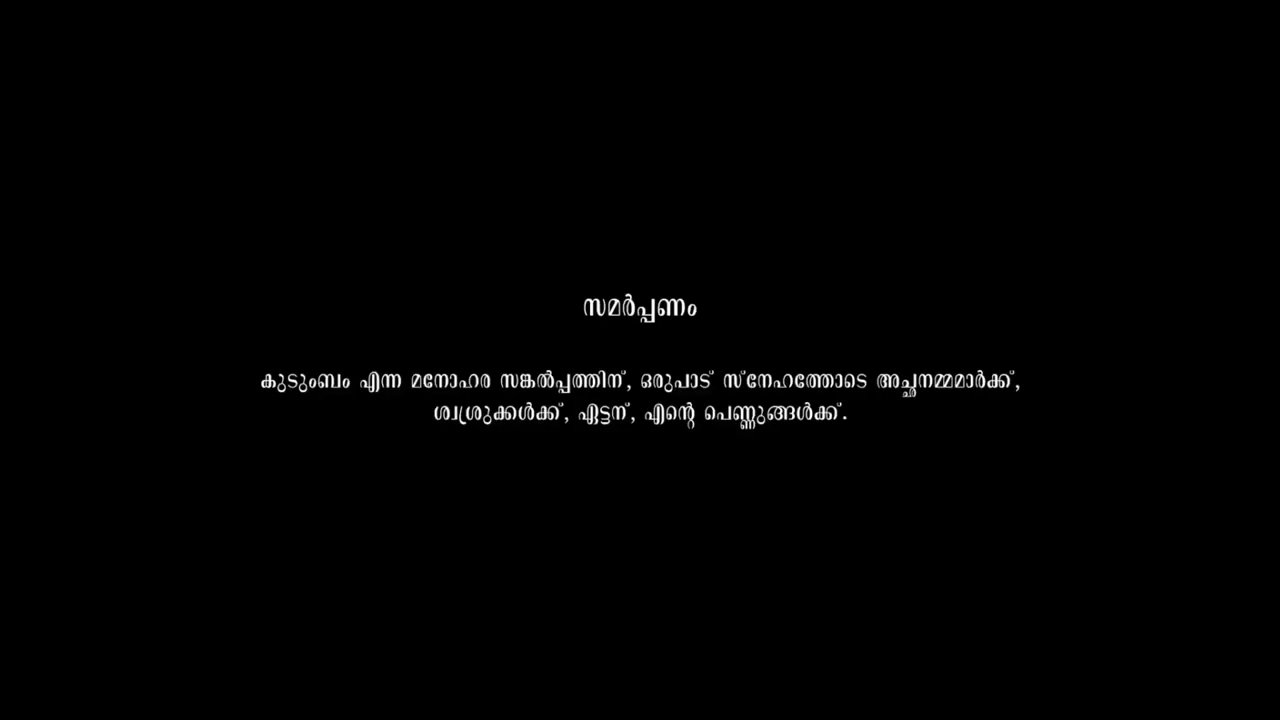 സമർപ്പണം
കുടുംബം എന്ന മനോഹര സങ്കൽപ്പത്തിന്, ഒരുപാട് സ്നേഹത്തോടെ അച്ഛനമ്മമാർക്ക്,
ശ്വശ്രുക്കൾക്ക്, ഏട്ടന്, എന്റെ പെണ്ണുങ്ങൾക്ക്.